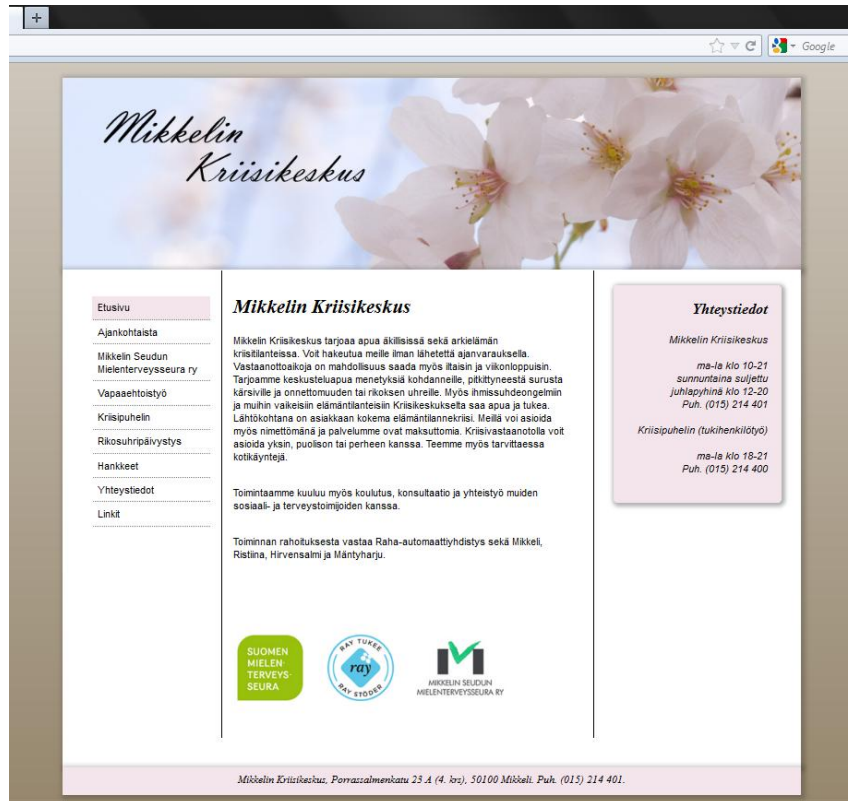 +
Google
Mikkelin
Kriisikeskus
Etusivu
Ajankohtaista
Mikkelin Seudun
Mielenterveysseura ry
Vapaaehtoistyö
Kriisipuhelin
Rikosuhripäivystys
Hankkeet
Yhteystiedot
Linkit
Mikkelin Kriisikeskus
Mikkelin Kriisikeskus tarjoaa apua äkillisissä sekä arkielämän
kriisitilanteissa. Voit hakeutua meille ilman lähetettä ajanvarauksella.
Vastaanottoaikoja on mahdollisuus saada myös iltaisin ja viikonloppuisin.
Tarjoamme keskusteluapua menetyksiä kohdanneille, pitkittyneestä surusta
kärsiville ja onnettomuuden tai rikoksen uhreille. Myös ihmissuhdeongelmiin
ja muihin vaikeisiin elämäntilanteisiin Kriisikeskukselta saa apua ja tukea.
Lähtökohtana on asiakkaan kokema elämäntilannekriisi. Meillä voi asioida
myös nimettömänä ja palvelumme ovat maksuttomia. Kriisivastaanotolla voit
asioida yksin, puolison tai perheen kanssa. Teemme myös tarvittaessa
kotikäyntejä.
Toimintaamme kuuluu myös koulutus, konsultaatio ja yhteistyö muiden
sosiaali- ja terveystoimijoiden kanssa.
Toiminnan rahoituksesta vastaa Raha-automaattiyhdistys sekä Mikkeli,
Ristiina, Hirvensalmi ja Mäntyharju.
SUOMEN
MIELEN-
TERVEYS-
SEURA
RAY TUKEE
ray
RAY STÖDER
MIKKELIN SEUDUN
MIELENTERVEYSSEURA RY
Yhteystiedot
Mikkelin Kriisikeskus
ma-la klo 10-21
sunnuntaina suljettu
juhlapyhinä klo 12-20
Puh. (015) 214 401
Kriisipuhelin (tukihenkilötyö)
ma-la klo 18-21
Puh. (015) 214 400
Mikkelin Kriisikeskus, Porrassalmenkatu 23 A (4. krs), 50100 Mikkeli. Puh. (015) 214 401.